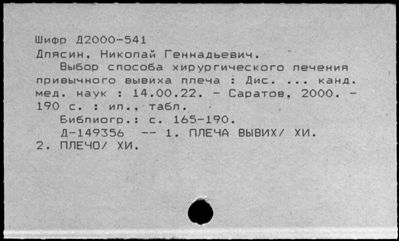 Шифр Д2000-541
Длясин, Николай Геннадьевич.
Выбор способа хирургического лечения
привычного вывиха плеча : Дис. ... канд.
мед. наук : 14.00.22. - Саратов, 2000. -
190 с. : ил., табл.
Библиогр.: с. 165-190.
Д-149356 -- 1. ПЛЕЧА ВЫВИХ/ ХИ.
2. ПЛЕЧО/ ХИ.